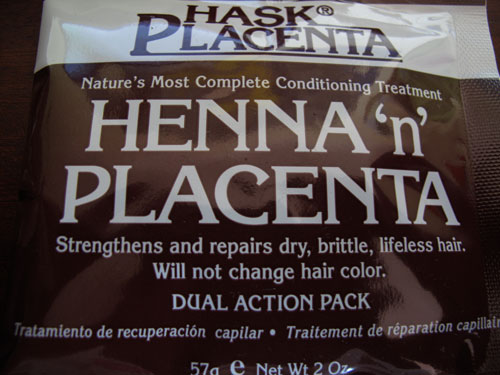 HASK®
PLACENTA
Nature's Most Complete Conditioning Treatment
HENNA 'n'
PLACENTA
Strengthens and repairs dry, brittle, lifeless hair.
Will not change hair color.
DUAL ACTION PACK
Tratamiento de recuperación capilar • Traitement de réparation capillair
57g e Net Wt 2 Oz